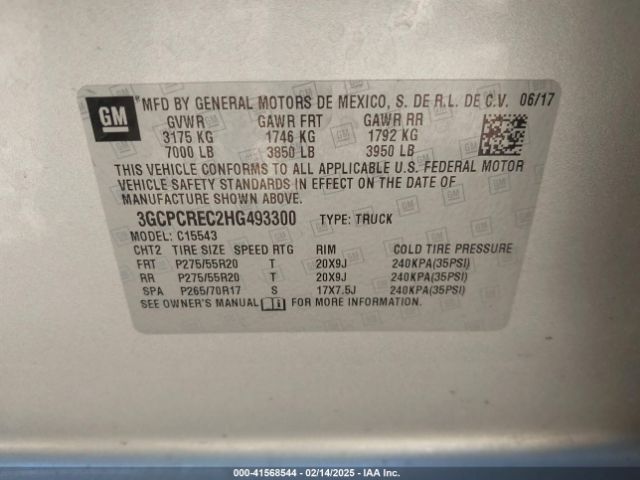 GM
*MFD BY GENERAL MOTORS DE MEXICO, S. DE R.L. DE C.V. 06/17
GVWR GAWR FRT GAWR RR
3175 KG 1746 KG 1792 KG
7000 LB 3850 LB 3950 LB
THIS VEHICLE CONFORMS TO ALL APPLICABLE U.S. FEDERAL MOTOR
VEHICLE SAFETY STANDARDS IN EFFECT ON THE DATE OF
MANUFACTURE SHOWN ABOVE.
3GCPCREC2HG493300 TYPE: TRUCK
MODEL: C15543
CHT2 TIRE SIZE SPEED RTG RIM COLD TIRE PRESSURE
FRT P275/55R20 T 20X9J 240KPA(35PSI)
RR P275/55R20 T 20X9J 240KPA(35PSI)
SPA P265/70R17 S 17X7.5J 240KPA(35PSI)
SEE OWNER'S MANUAL FOR MORE INFORMATION.
000-41568544 | 02/14/2025 | IAA Inc.